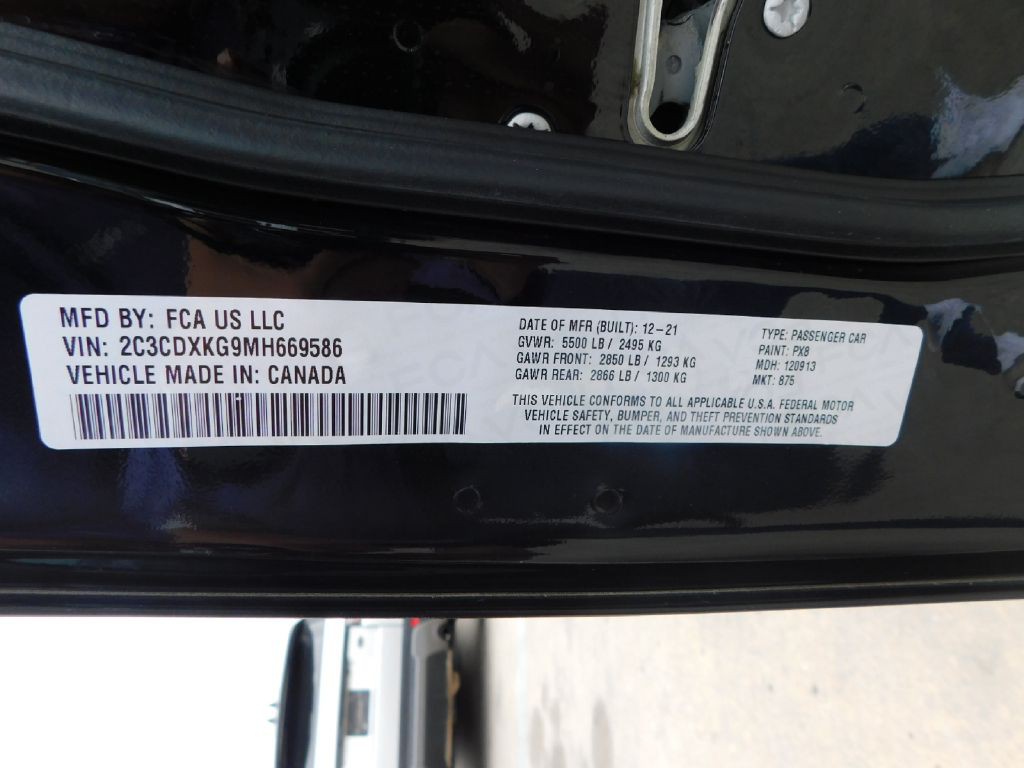 MFD BY: FCA US LLC
VIN: 2C3CDXKG9MH669586
VEHICLE MADE IN: CANADA
DATE OF MFR (BUILT): 12-21
GVWR: 5500 LB / 2495 KG
GAWR FRONT: 2850 LB / 1293 KG
GAWR REAR: 2866 LB / 1300 KG
TYPE: PASSENGER CAR
PAINT: PX8
MDH: 120913
MKT: 875
THIS VEHICLE CONFORMS TO ALL APPLICABLE U.S.A. FEDERAL MOTOR
VEHICLE SAFETY, BUMPER, AND THEFT PREVENTION STANDARDS
IN EFFECT ON THE DATE OF MANUFACTURE SHOWN ABOVE.